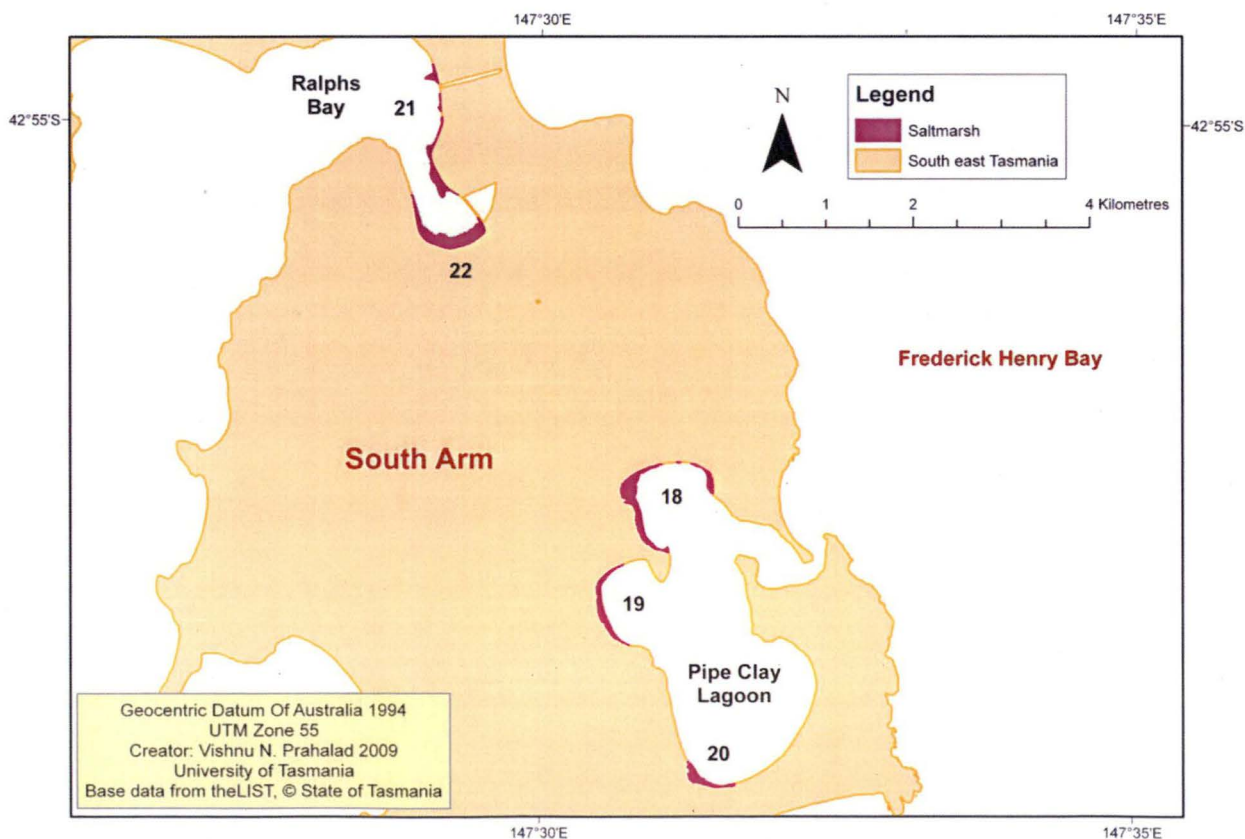 147°30'E
147°35'E
Ralphs
Bay
21
42°55'S
42°55'S
N
Legend
Saltmarsh
South east Tasmania
0 1 2 4 Kilometres
22
Frederick Henry Bay
South Arm
18
19
Pipe Clay
Lagoon
20
Geocentric Datum Of Australia 1994
UTM Zone 55
Creator: Vishnu N. Prahalad 2009
University of Tasmania
Base data from theLIST, © State of Tasmania
147°30'E
147°35'E